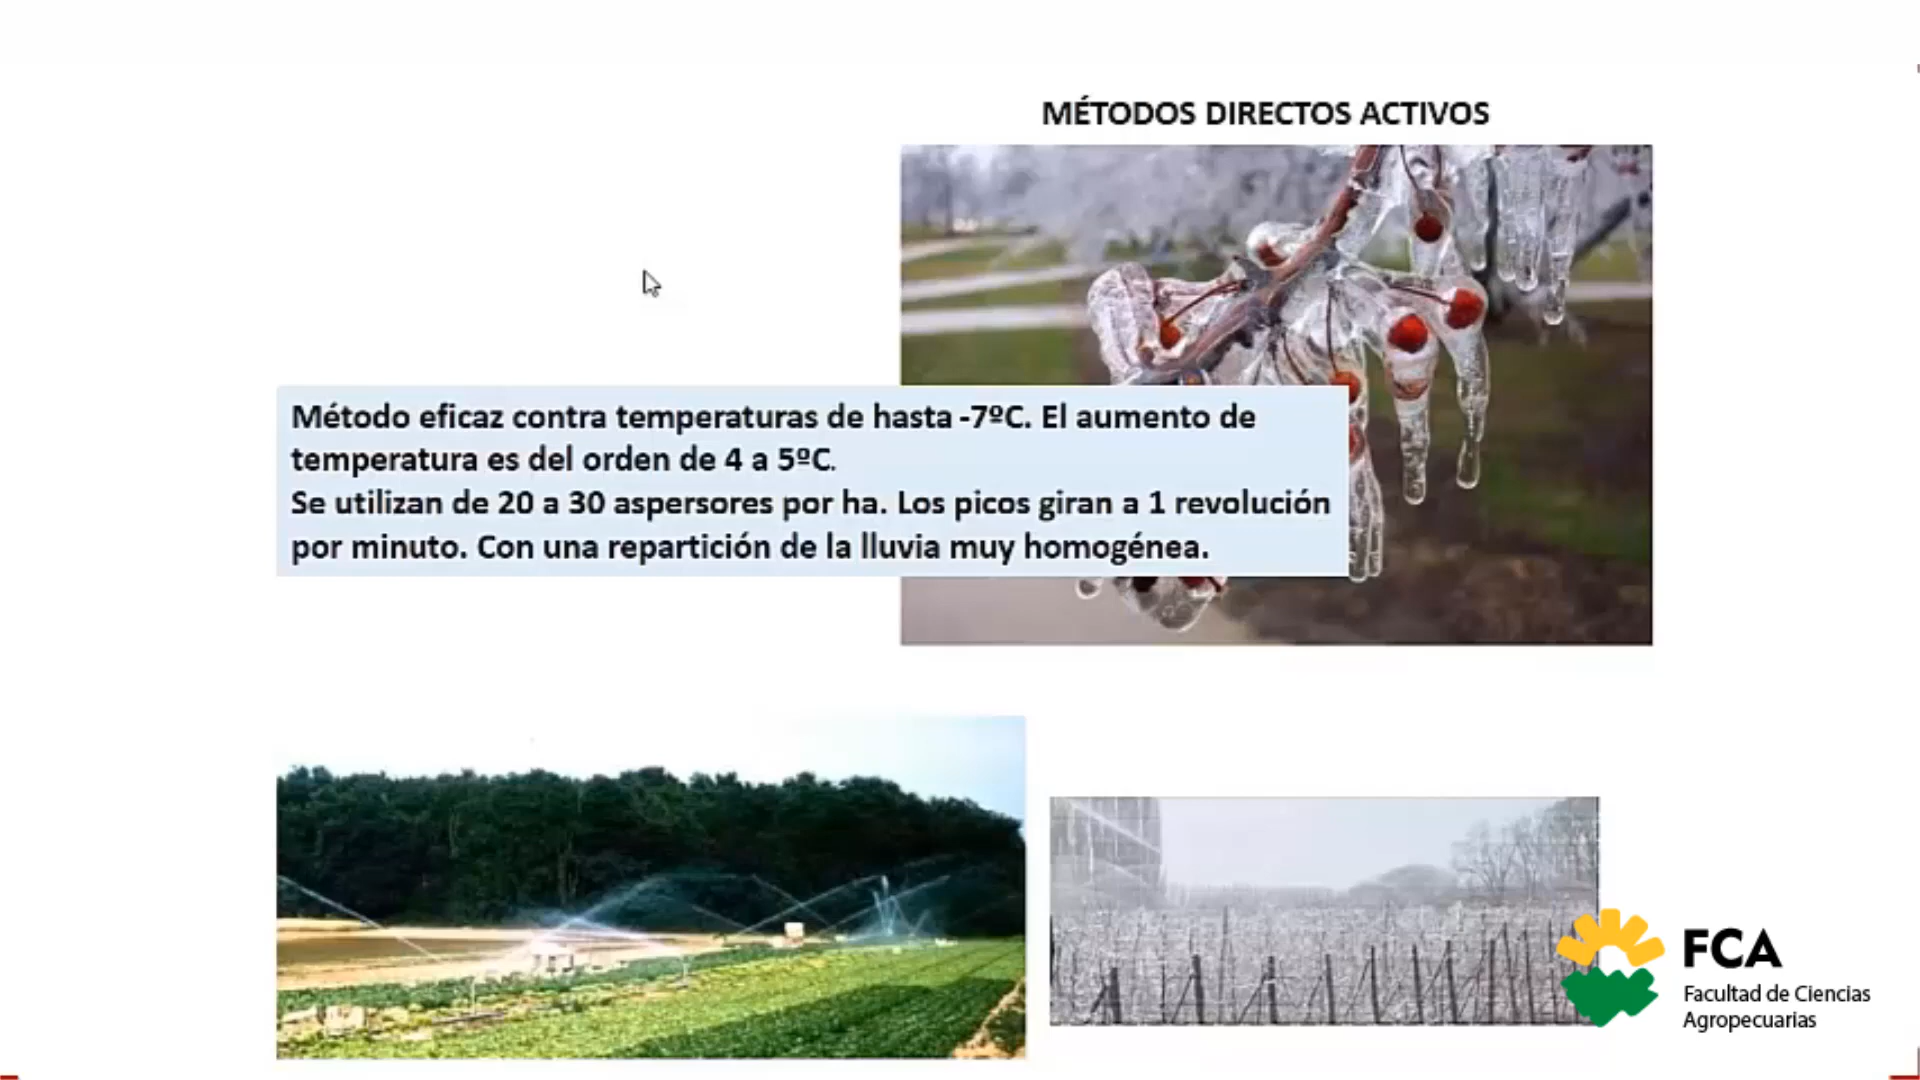 MÉTODOS DIRECTOS ACTIVOS
Método eficaz contra temperaturas de hasta -7ºC. El aumento de
temperatura es del orden de 4 a 5ºC.
Se utilizan de 20 a 30 aspersores por ha. Los picos giran a 1 revolución
por minuto. Con una repartición de la lluvia muy homogénea.
FCA
Facultad de Ciencias
Agropecuarias